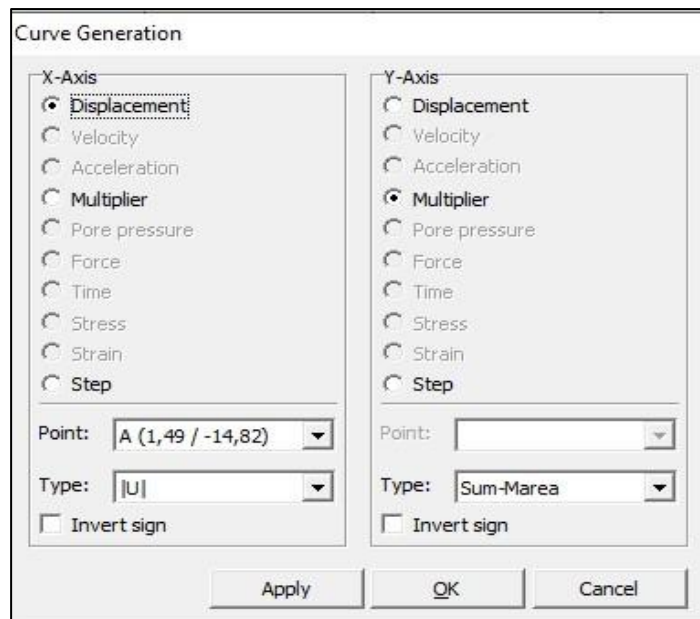 Curve Generation
X-Axis
Displacement
Velocity
Acceleration
Multiplier
Pore pressure
Force
Time
Stress
Strain
Step
Point: A (1,49 / -14,82)
Type: |U|
Invert sign
Y-Axis
Displacement
Velocity
Acceleration
Multiplier
Pore pressure
Force
Time
Stress
Strain
Step
Point:
Type: Sum-Marea
Invert sign
Apply OK Cancel